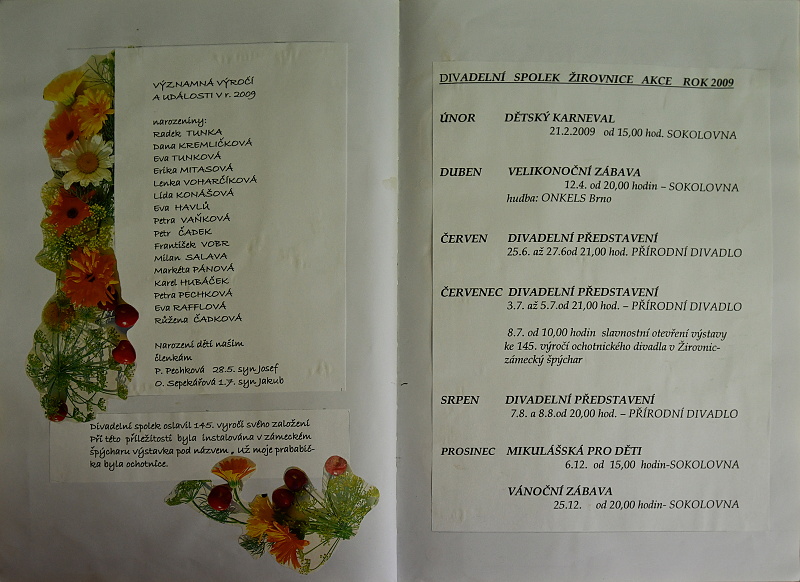 VÝZNAMNÁ VÝROČÍ
A UDÁLOSTI V r. 2009
narozeniny:
Radek TUNKA
Dana KREMLIČKOVÁ
Eva TUNKOVÁ
Erika MITASOVÁ
Lenka VOHARČÍKOVÁ
Lída KONÁŠOVÁ
Eva HAVLŮ
Petra VAŇKOVÁ
Petr ČADEK
František VOBR
Milan SALAVA
Markéta PÁNOVÁ
Karel HUBÁČEK
Petra PECHKOVÁ
Eva RAFFLOVÁ
Růžena ČADKOVÁ
Narození dětí našim
členkám
P. Pechková 28.5. syn Josef
O. Sepekářová 1.7. syn Jakub
Divadelní spolek oslavil 145. vyročí svého založení
Při této příležitosti byla instalována v zámeckém
špýcharu výstavka pod názvem „ Už moje prababič-
ka byla ochotnice.
DIVADELNÍ SPOLEK ŽIROVNICE AKCE ROK 2009
ÚNOR DĚTSKÝ KARNEVAL
21.2.2009 od 15,00 hod. SOKOLOVNA
DUBEN VELIKONOČNÍ ZÁBAVA
12.4. od 20,00 hodin – SOKOLOVNA
hudba: ONKELS Brno
ČERVEN DIVADELNÍ PŘEDSTAVENÍ
25.6. až 27.6od 21,00 hod. PŘÍRODNÍ DIVADLO
ČERVENEC DIVADELNÍ PŘEDSTAVENÍ
3.7. až 5.7.od 21,00 hod. – PŘÍRODNÍ DIVADLO
8.7. od 10,00 hodin slavnostní otevření výstavy
ke 145. výročí ochotnického divadla v Žirovnic-
zámecký špýchar
SRPEN DIVADELNÍ PŘEDSTAVENÍ
7.8. a 8.8.od 20,00 hod. – PŘÍRODNÍ DIVADLO
PROSINEC MIKULÁŠSKÁ PRO DĚTI
6.12. od 15,00 hodin-SOKOLOVNA
VÁNOČNÍ ZÁBAVA
25.12. od 20,00 hodin- SOKOLOVNA